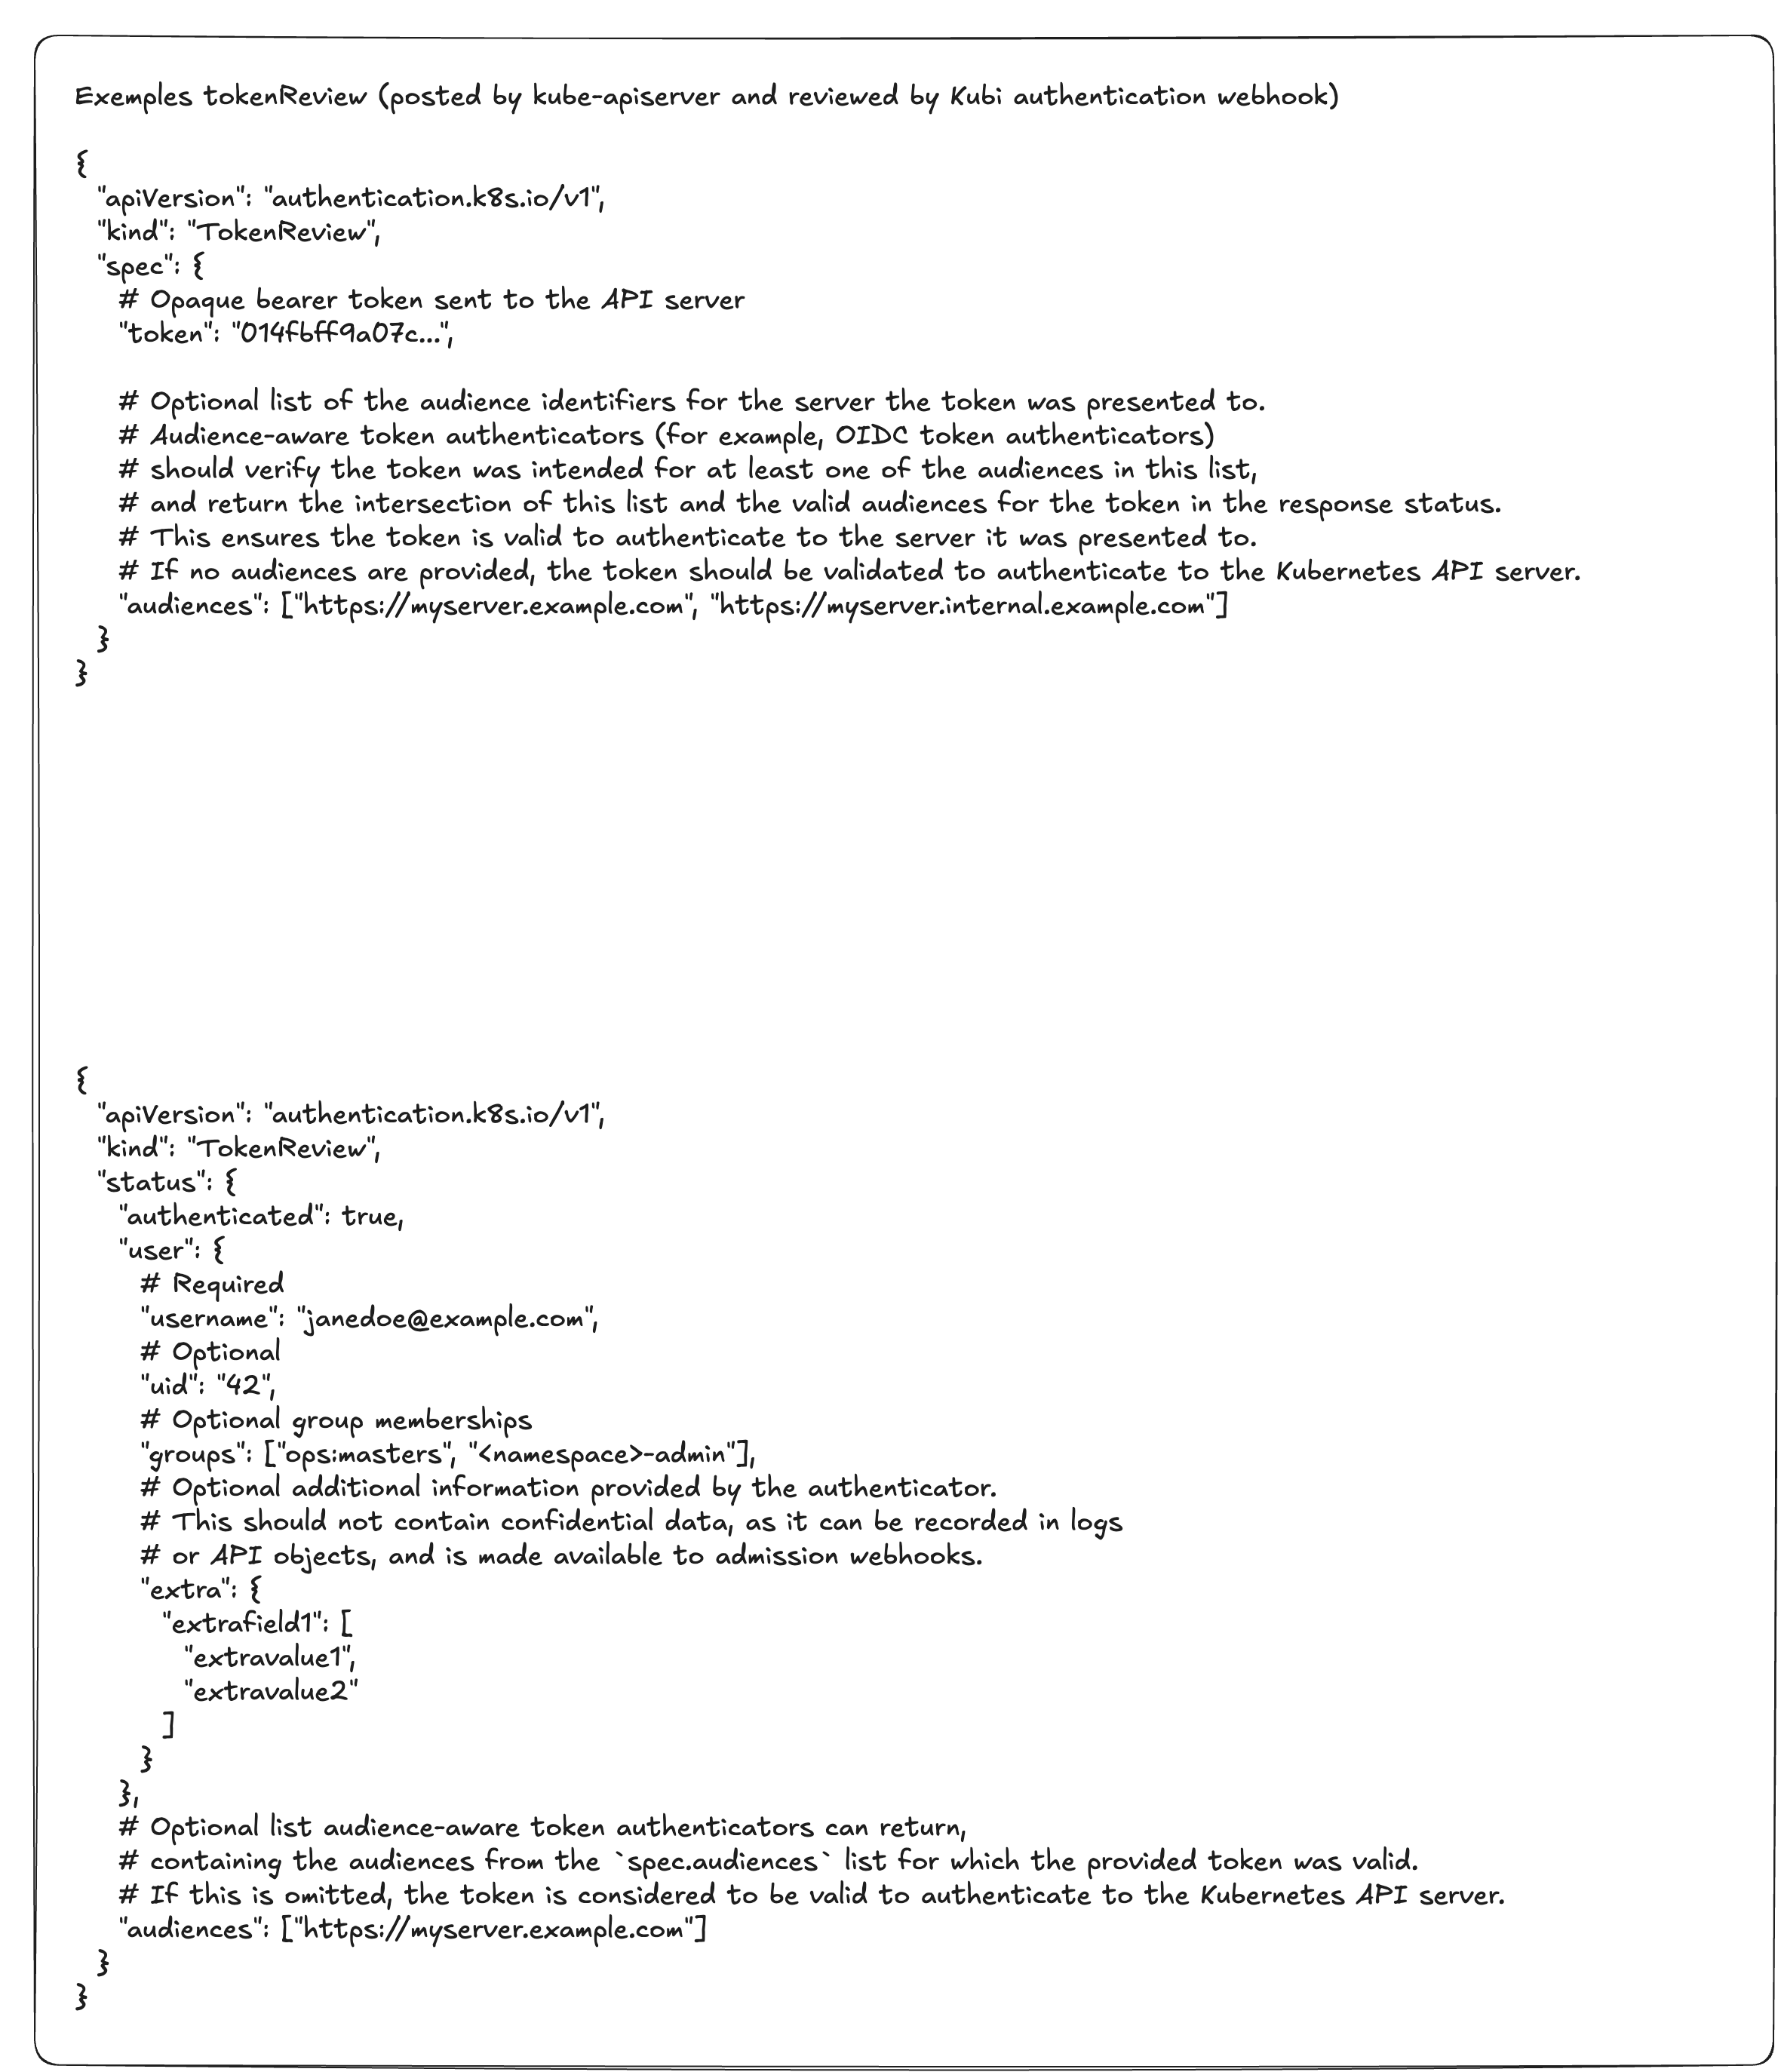 Exemples tokenReview (posted by kube-apiserver and reviewed by Kubi authentication webhook)
{
"apiVersion": "authentication.k8s.io/v1",
"kind": "TokenReview",
"spec": {
# Opaque bearer token sent to the API server
"token": "014fbff9a07c...",
# Optional list of the audience identifiers for the server the token was presented to.
# Audience-aware token authenticators (for example, OIDC token authenticators)
# should verify the token was intended for at least one of the audiences in this list,
# and return the intersection of this list and the valid audiences for the token in the response status.
# This ensures the token is valid to authenticate to the server it was presented to.
# If no audiences are provided, the token should be validated to authenticate to the Kubernetes API server.
"audiences": ["https://myserver.example.com", "https://myserver.internal.example.com"]
}
}
{
"apiVersion": "authentication.k8s.io/v1",
"kind": "TokenReview",
"status": {
"authenticated": true,
"user": {
# Required
"username": "janedoe@example.com",
# Optional
"uid": "42",
# Optional group memberships
"groups": ["ops:masters", "<namespace>-admin"],
# Optional additional information provided by the authenticator.
# This should not contain confidential data, as it can be recorded in logs
# or API objects, and is made available to admission webhooks.
"extra": {
"extrafield1": [
"extravalue1",
"extravalue2"
]
}
},
# Optional list audience-aware token authenticators can return,
# containing the audiences from the `spec.audiences` list for which the provided token was valid.
# If this is omitted, the token is considered to be valid to authenticate to the Kubernetes API server.
"audiences": ["https://myserver.example.com"]
}
}